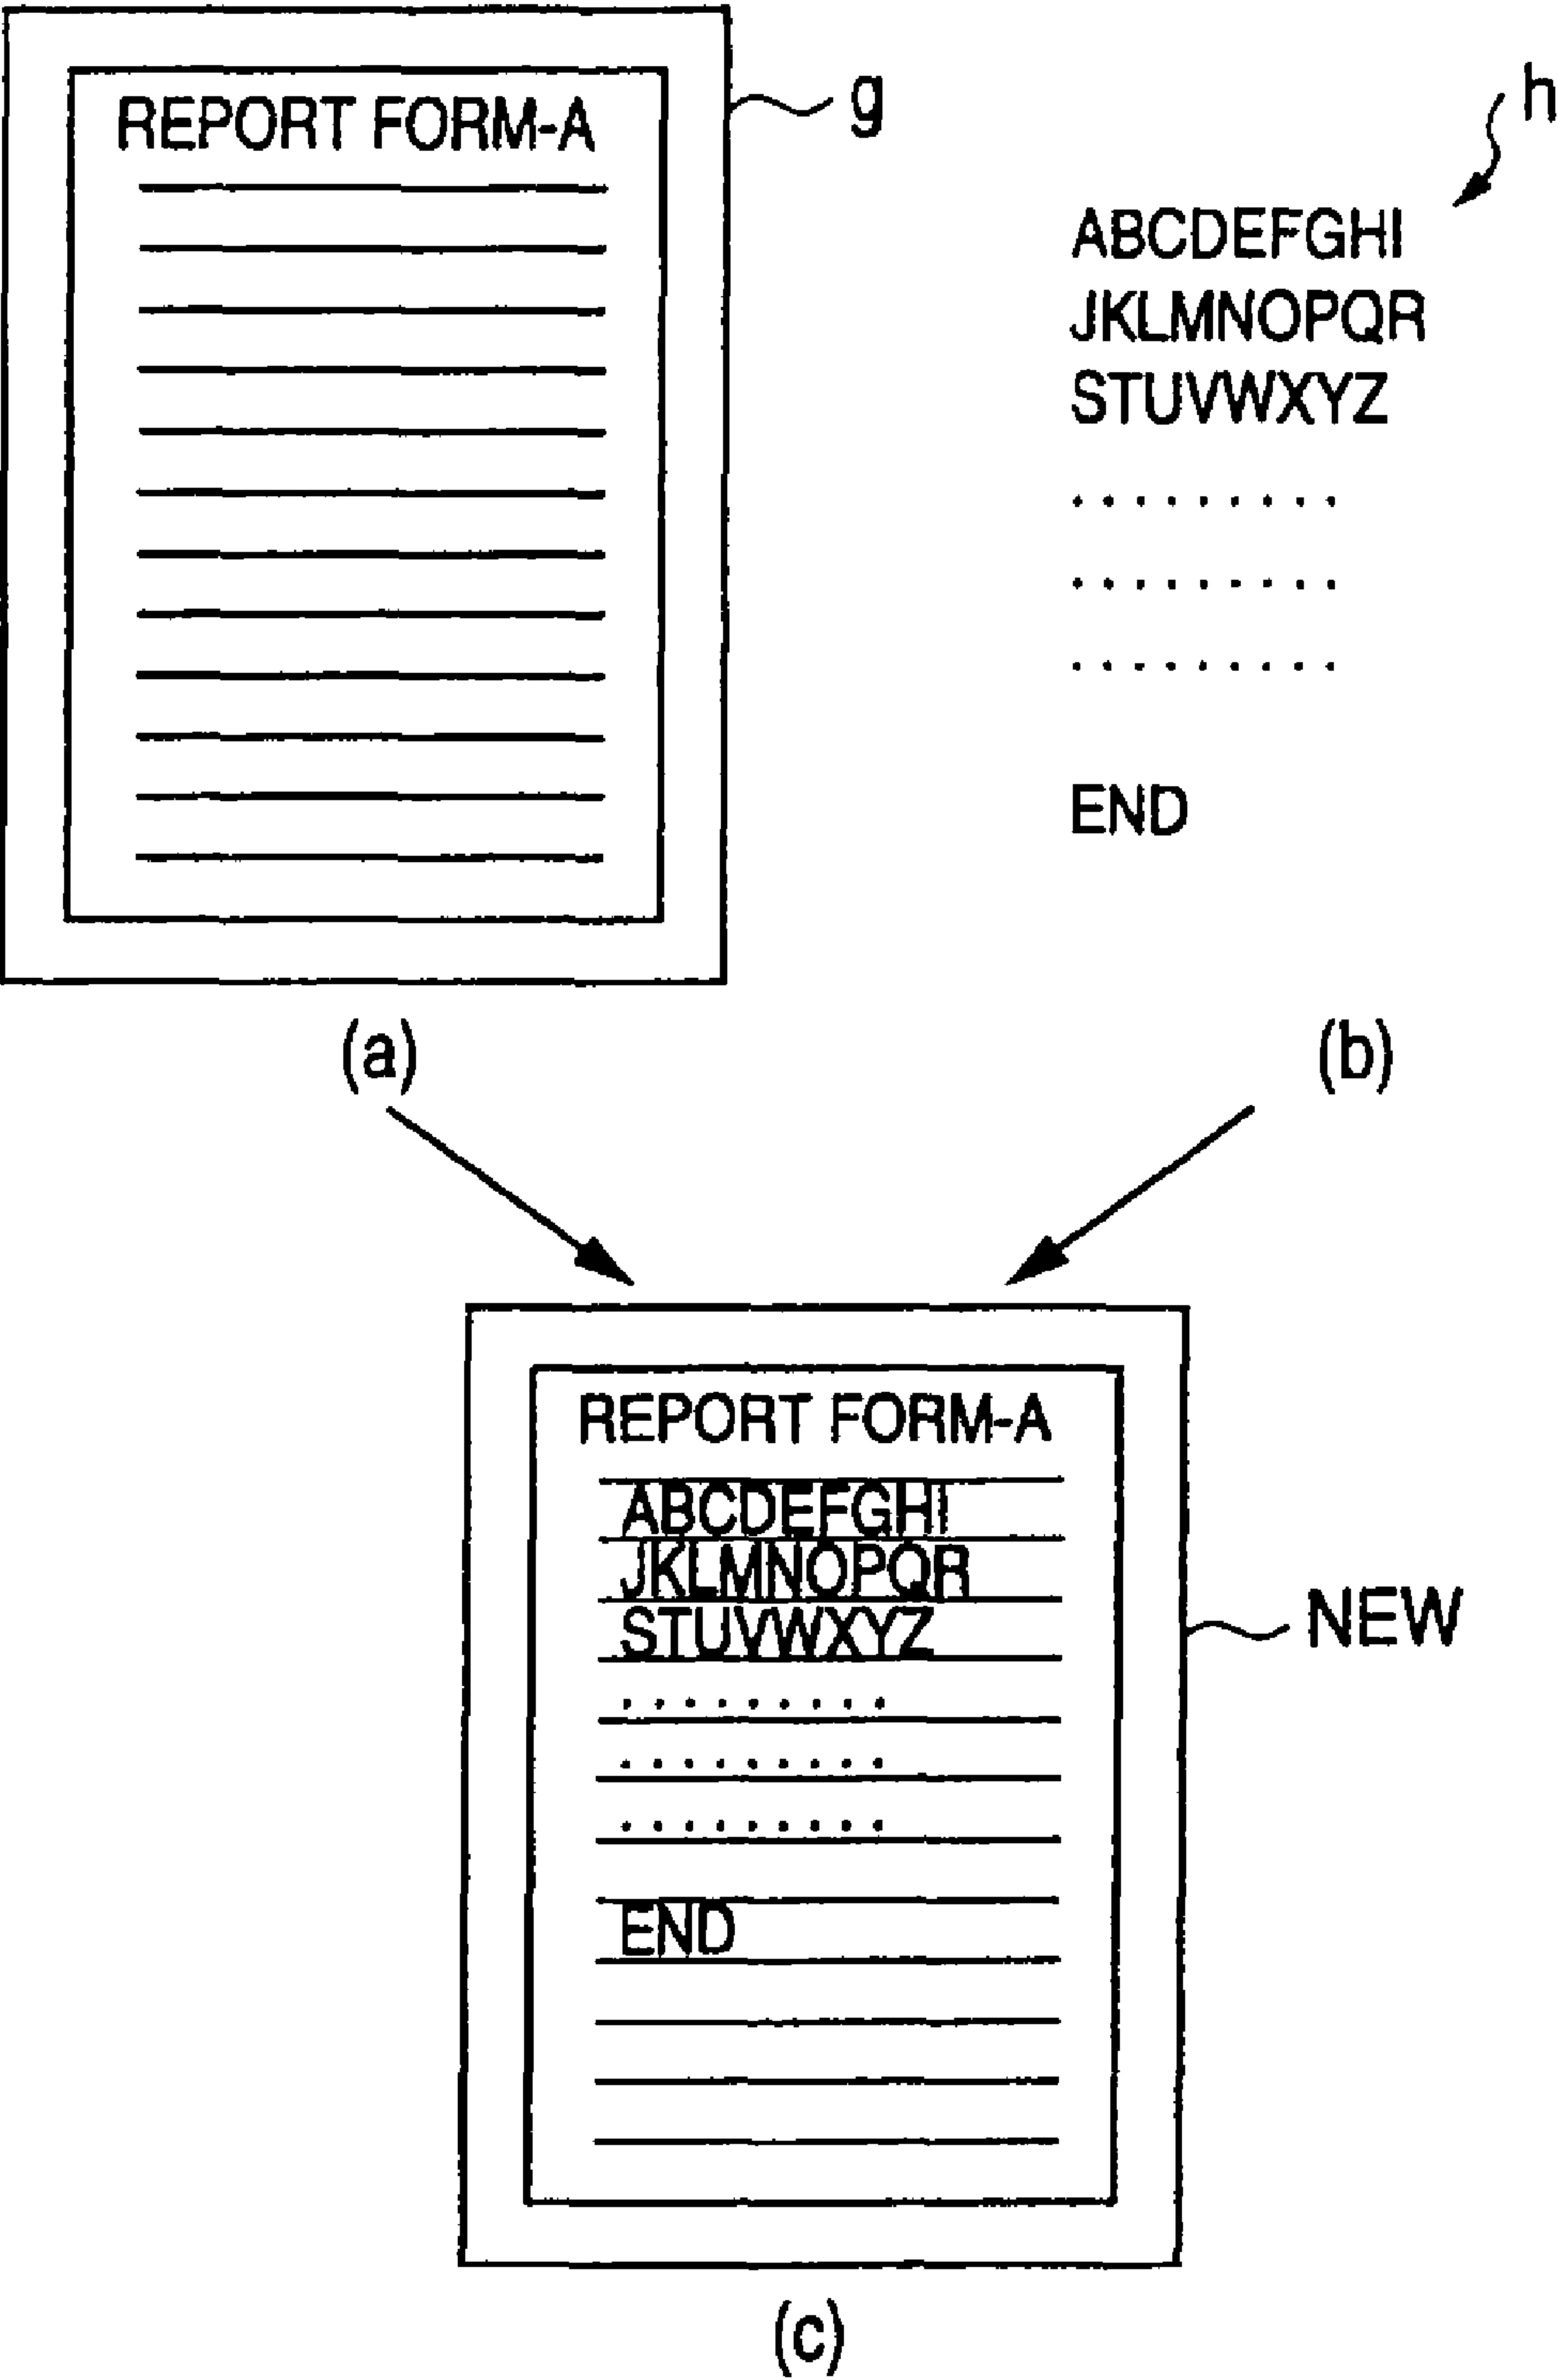 REPORT FORM-A
g
h
ABCDEFGHI
JKLMNOPQR
STUVWXYZ
. . . . . . . . .
. . . . . . . . .
. . . . . . . . .
END
(a)
(b)
REPORT FORM-A
ABCDEFGHI
JKLMNOPQR
STUVWXYZ
. . . . . . . . .
. . . . . . . . .
. . . . . . . . .
END
NEW
(c)